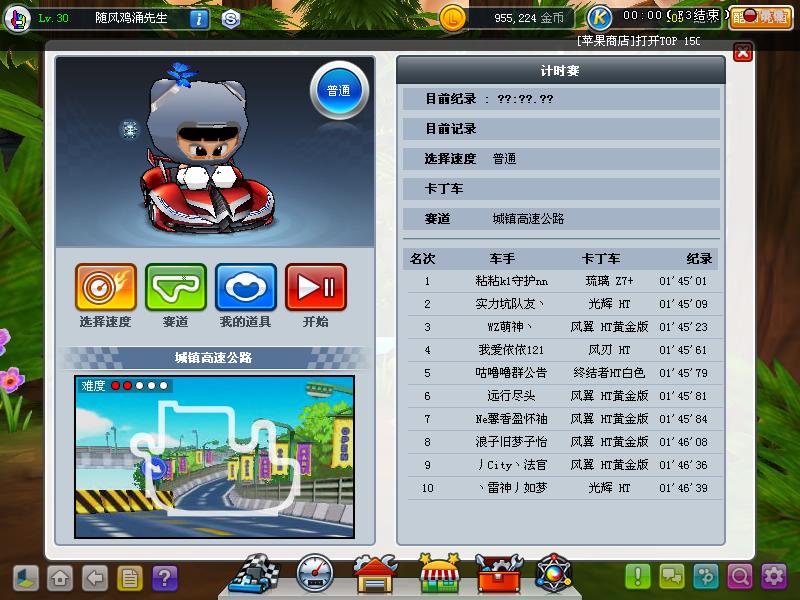 Lv. 30 随风鸡涌先生 i S L 955,224 金币 K 00:00
[苹果商店]打开TOP 150
普通
选择速度 赛道 我的道具 开始
城镇高速公路
难度
OPEN
计时赛
目前纪录 : ??:??.??
目前记录
选择速度 普通
卡丁车
赛道 城镇高速公路
名次 车手 卡丁车 纪录
1 粘粘k1守护nn 琉璃 Z7+ 01'45'01
2 实力坑队友丶 光辉 HT 01'45'09
3 WZ萌神丶 风翼 HT黄金版 01'45'23
4 我爱依依121 风刃 HT 01'45'61
5 咕噜噜群公告 终结者HT白色 01'45'79
6 远行尽头 风翼 HT黄金版 01'45'81
7 Ne馨香盈怀袖 风翼 HT黄金版 01'45'84
8 浪子旧梦子怡 风翼 HT黄金版 01'46'08
9 丿City丶法官 风翼 HT黄金版 01'46'36
10 丶雷神丿如梦 光辉 HT 01'46'39